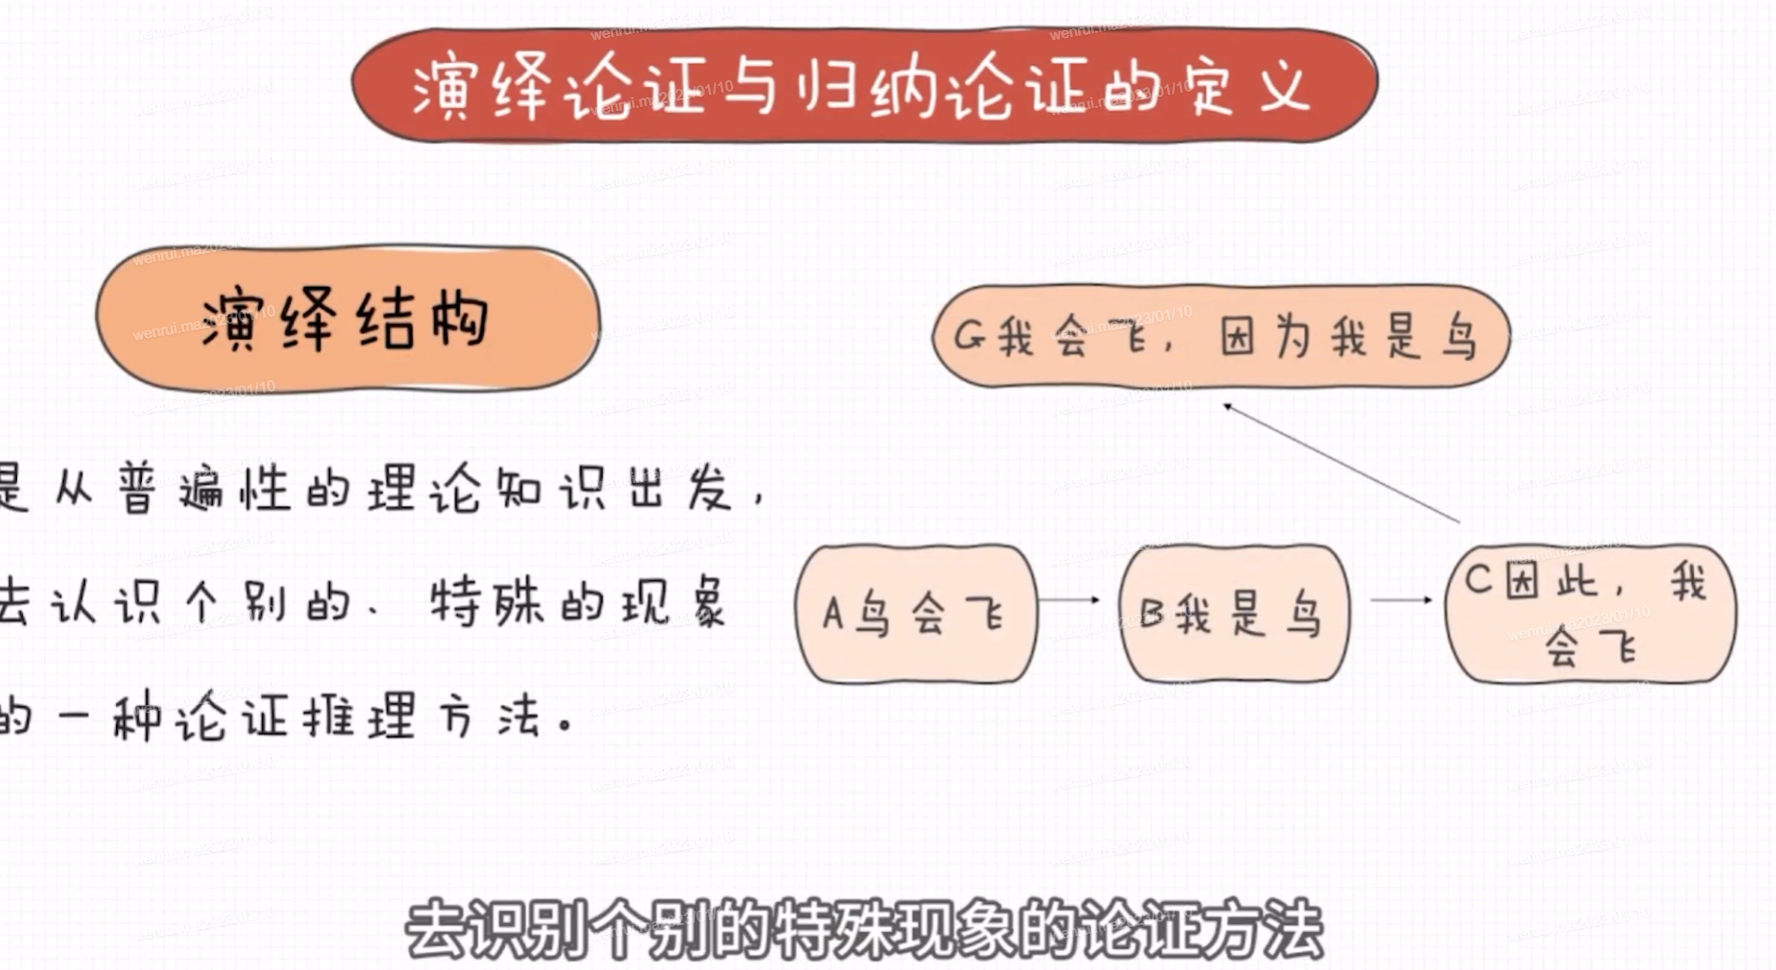 演绎论证与归纳论证的定义
演绎结构
是从普遍性的理论知识出发，
去认识个别的、特殊的现象
的一种论证推理方法。
G我会飞，因为我是鸟
A鸟会飞
B我是鸟
C因此，我
会飞
去识别个别的特殊现象的论证方法
wenrui.ma2023/01/10